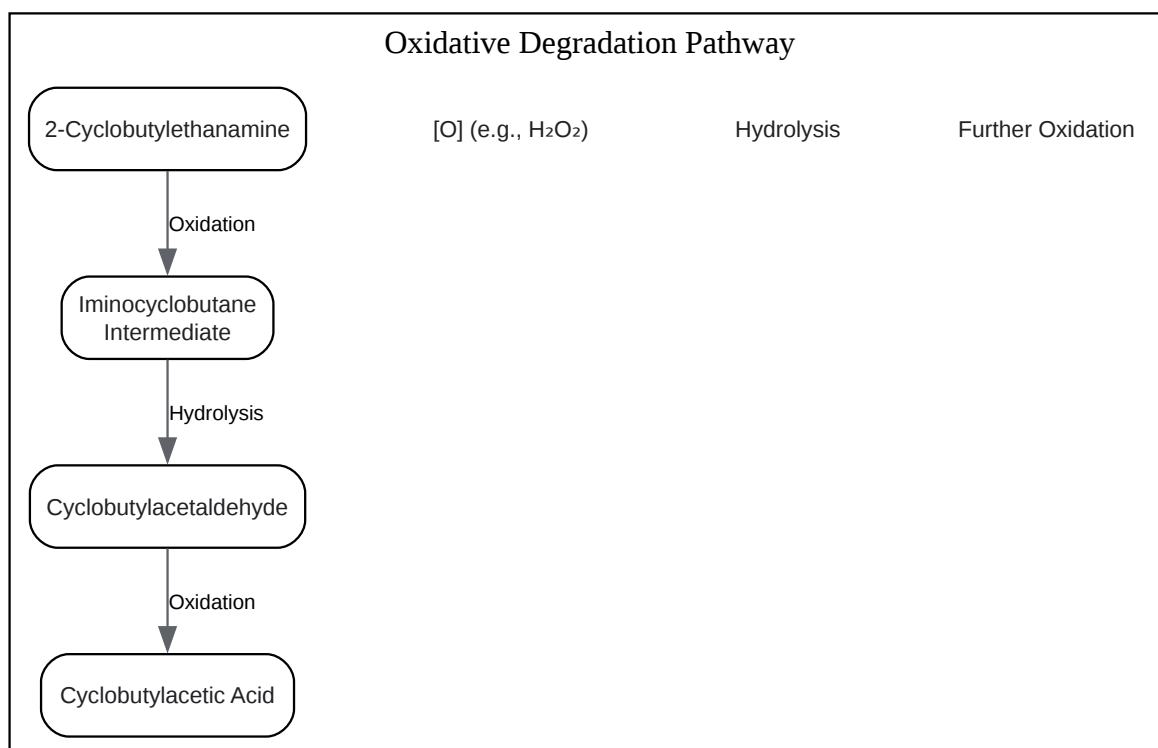 Oxidative Degradation Pathway
2-Cyclobutylethanamine
[O] (e.g., H₂O₂)
Hydrolysis
Further Oxidation
Oxidation
Iminocyclobutane
Intermediate
Hydrolysis
Cyclobutylacetaldehyde
Oxidation
Cyclobutylacetic Acid